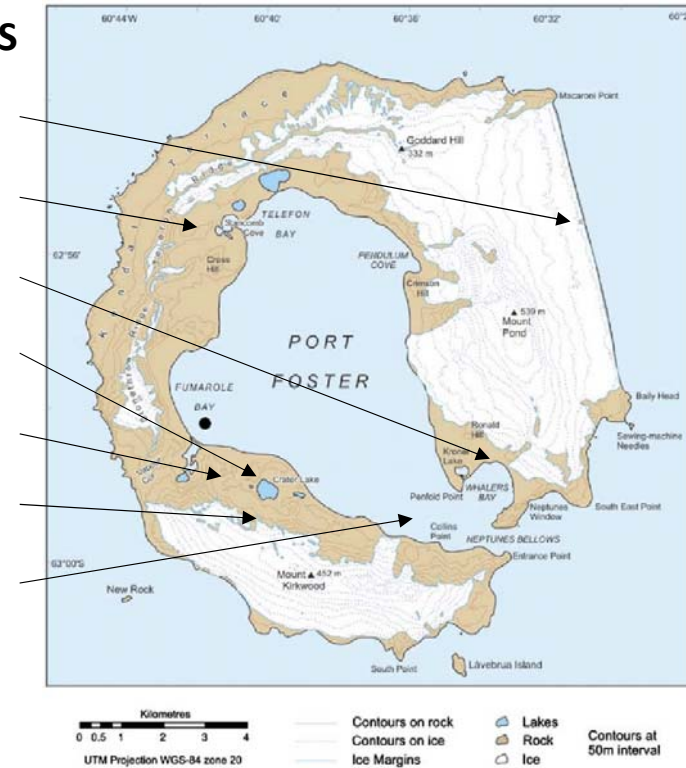 S
60°44'W
60°40'
60°36'
60°32'
Macaroni Point
Goddard Hill
332 m
Kendall Terrace
Ridge
TELEFON
BAY
Stancomb
Cove
Cross
Hill
62°56'
PENDULUM
COVE
Crimson
Hill
539 m
Mount
Pond
PORT
FOSTER
FUMAROLE
BAY
Baily Head
Sewing-machine
Needles
Ronald
Hill
Kroner
Lake
WHALERS
BAY
Penfold Point
Crater Lake
Neptunes
Window
South East Point
Collins
Point
NEPTUNES BELLOWS
Entrance Point
63°00'S
Mount
Kirkwood
452 m
New Rock
South Point
Lavebrua Island
Kilometres
0 0.5 1 2 3 4
UTM Projection WGS-84 zone 20
Contours on rock
Contours on ice
Ice Margins
Lakes
Rock
Ice
Contours at
50m interval